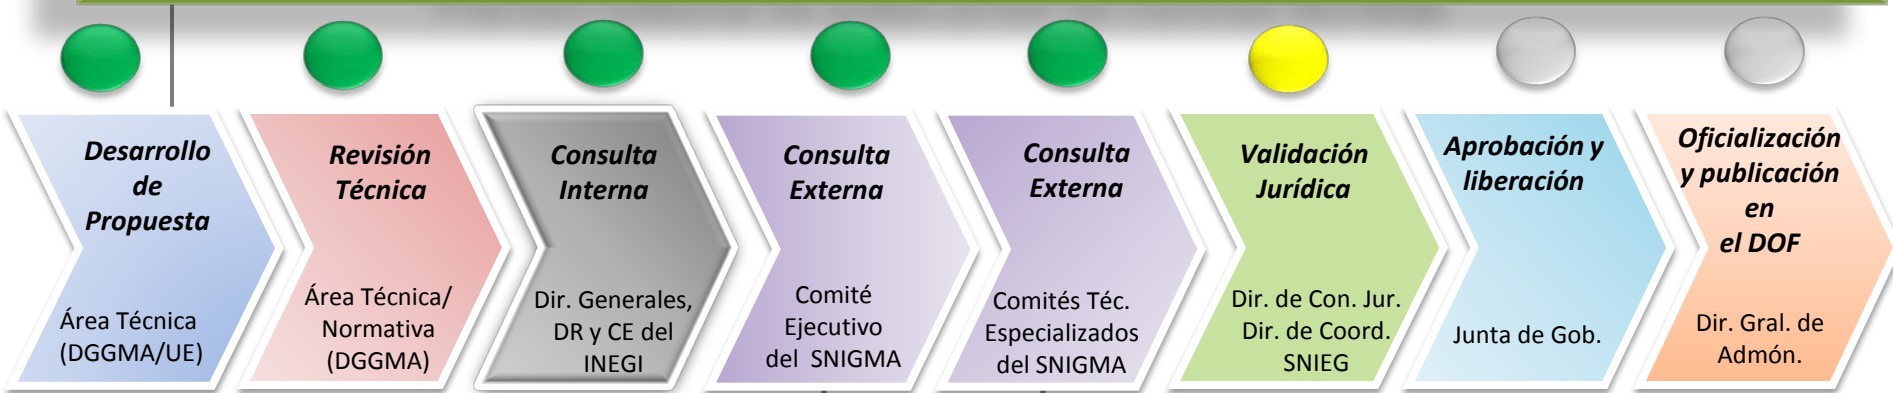 Desarrollo
de
Propuesta
Área Técnica
(DGGMA/UE)
Revisión
Técnica
Área Técnica/
Normativa
(DGGMA)
Consulta
Interna
Dir. Generales,
DR y CE del
INEGI
Consulta
Externa
Comité
Ejecutivo
del SNIGMA
Consulta
Externa
Comités Téc.
Especializados
del SNIGMA
Validación
Jurídica
Dir. de Con. Jur.
Dir. de Coord.
SNIEG
Aprobación y
liberación
Junta de Gob.
Oficialización
y publicación
en
el DOF
Dir. Gral. de
Admón.